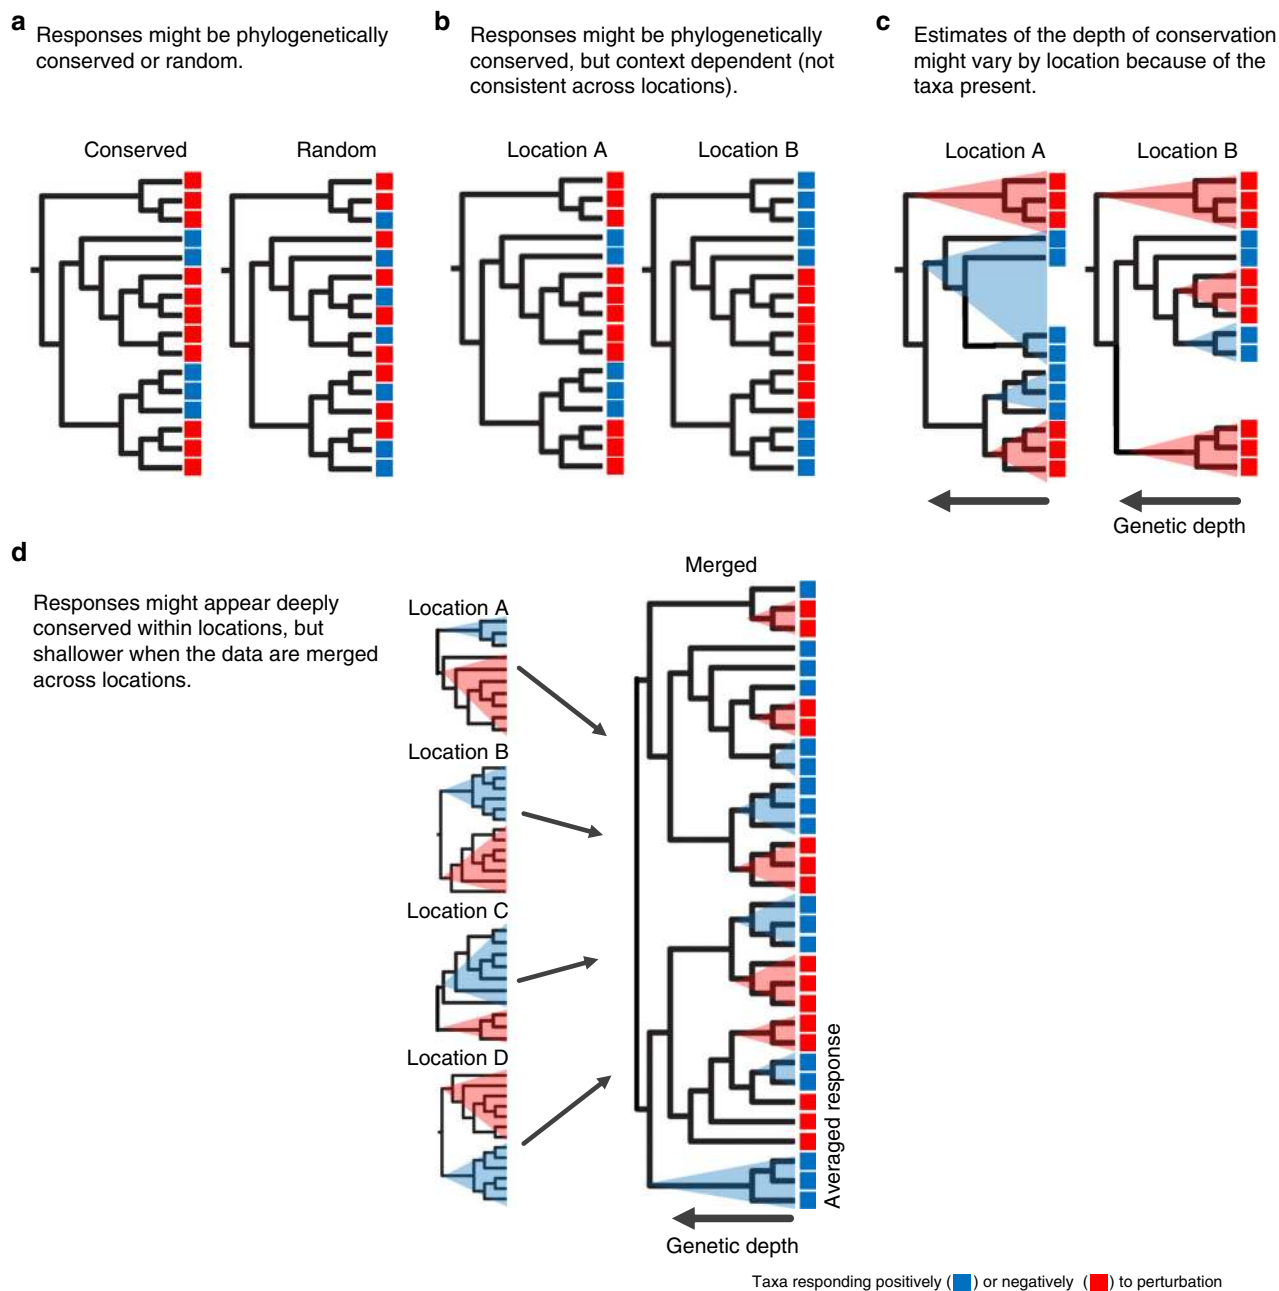 a
Responses might be phylogenetically
conserved or random.
Conserved
Random
b
Responses might be phylogenetically
conserved, but context dependent (not
consistent across locations).
Location A
Location B
c
Estimates of the depth of conservation
might vary by location because of the
taxa present.
Location A
Location B
Genetic depth
d
Responses might appear deeply
conserved within locations, but
shallower when the data are merged
across locations.
Location A
Location B
Location C
Location D
Merged
Averaged response
Genetic depth
Taxa responding positively ( ) or negatively ( ) to perturbation